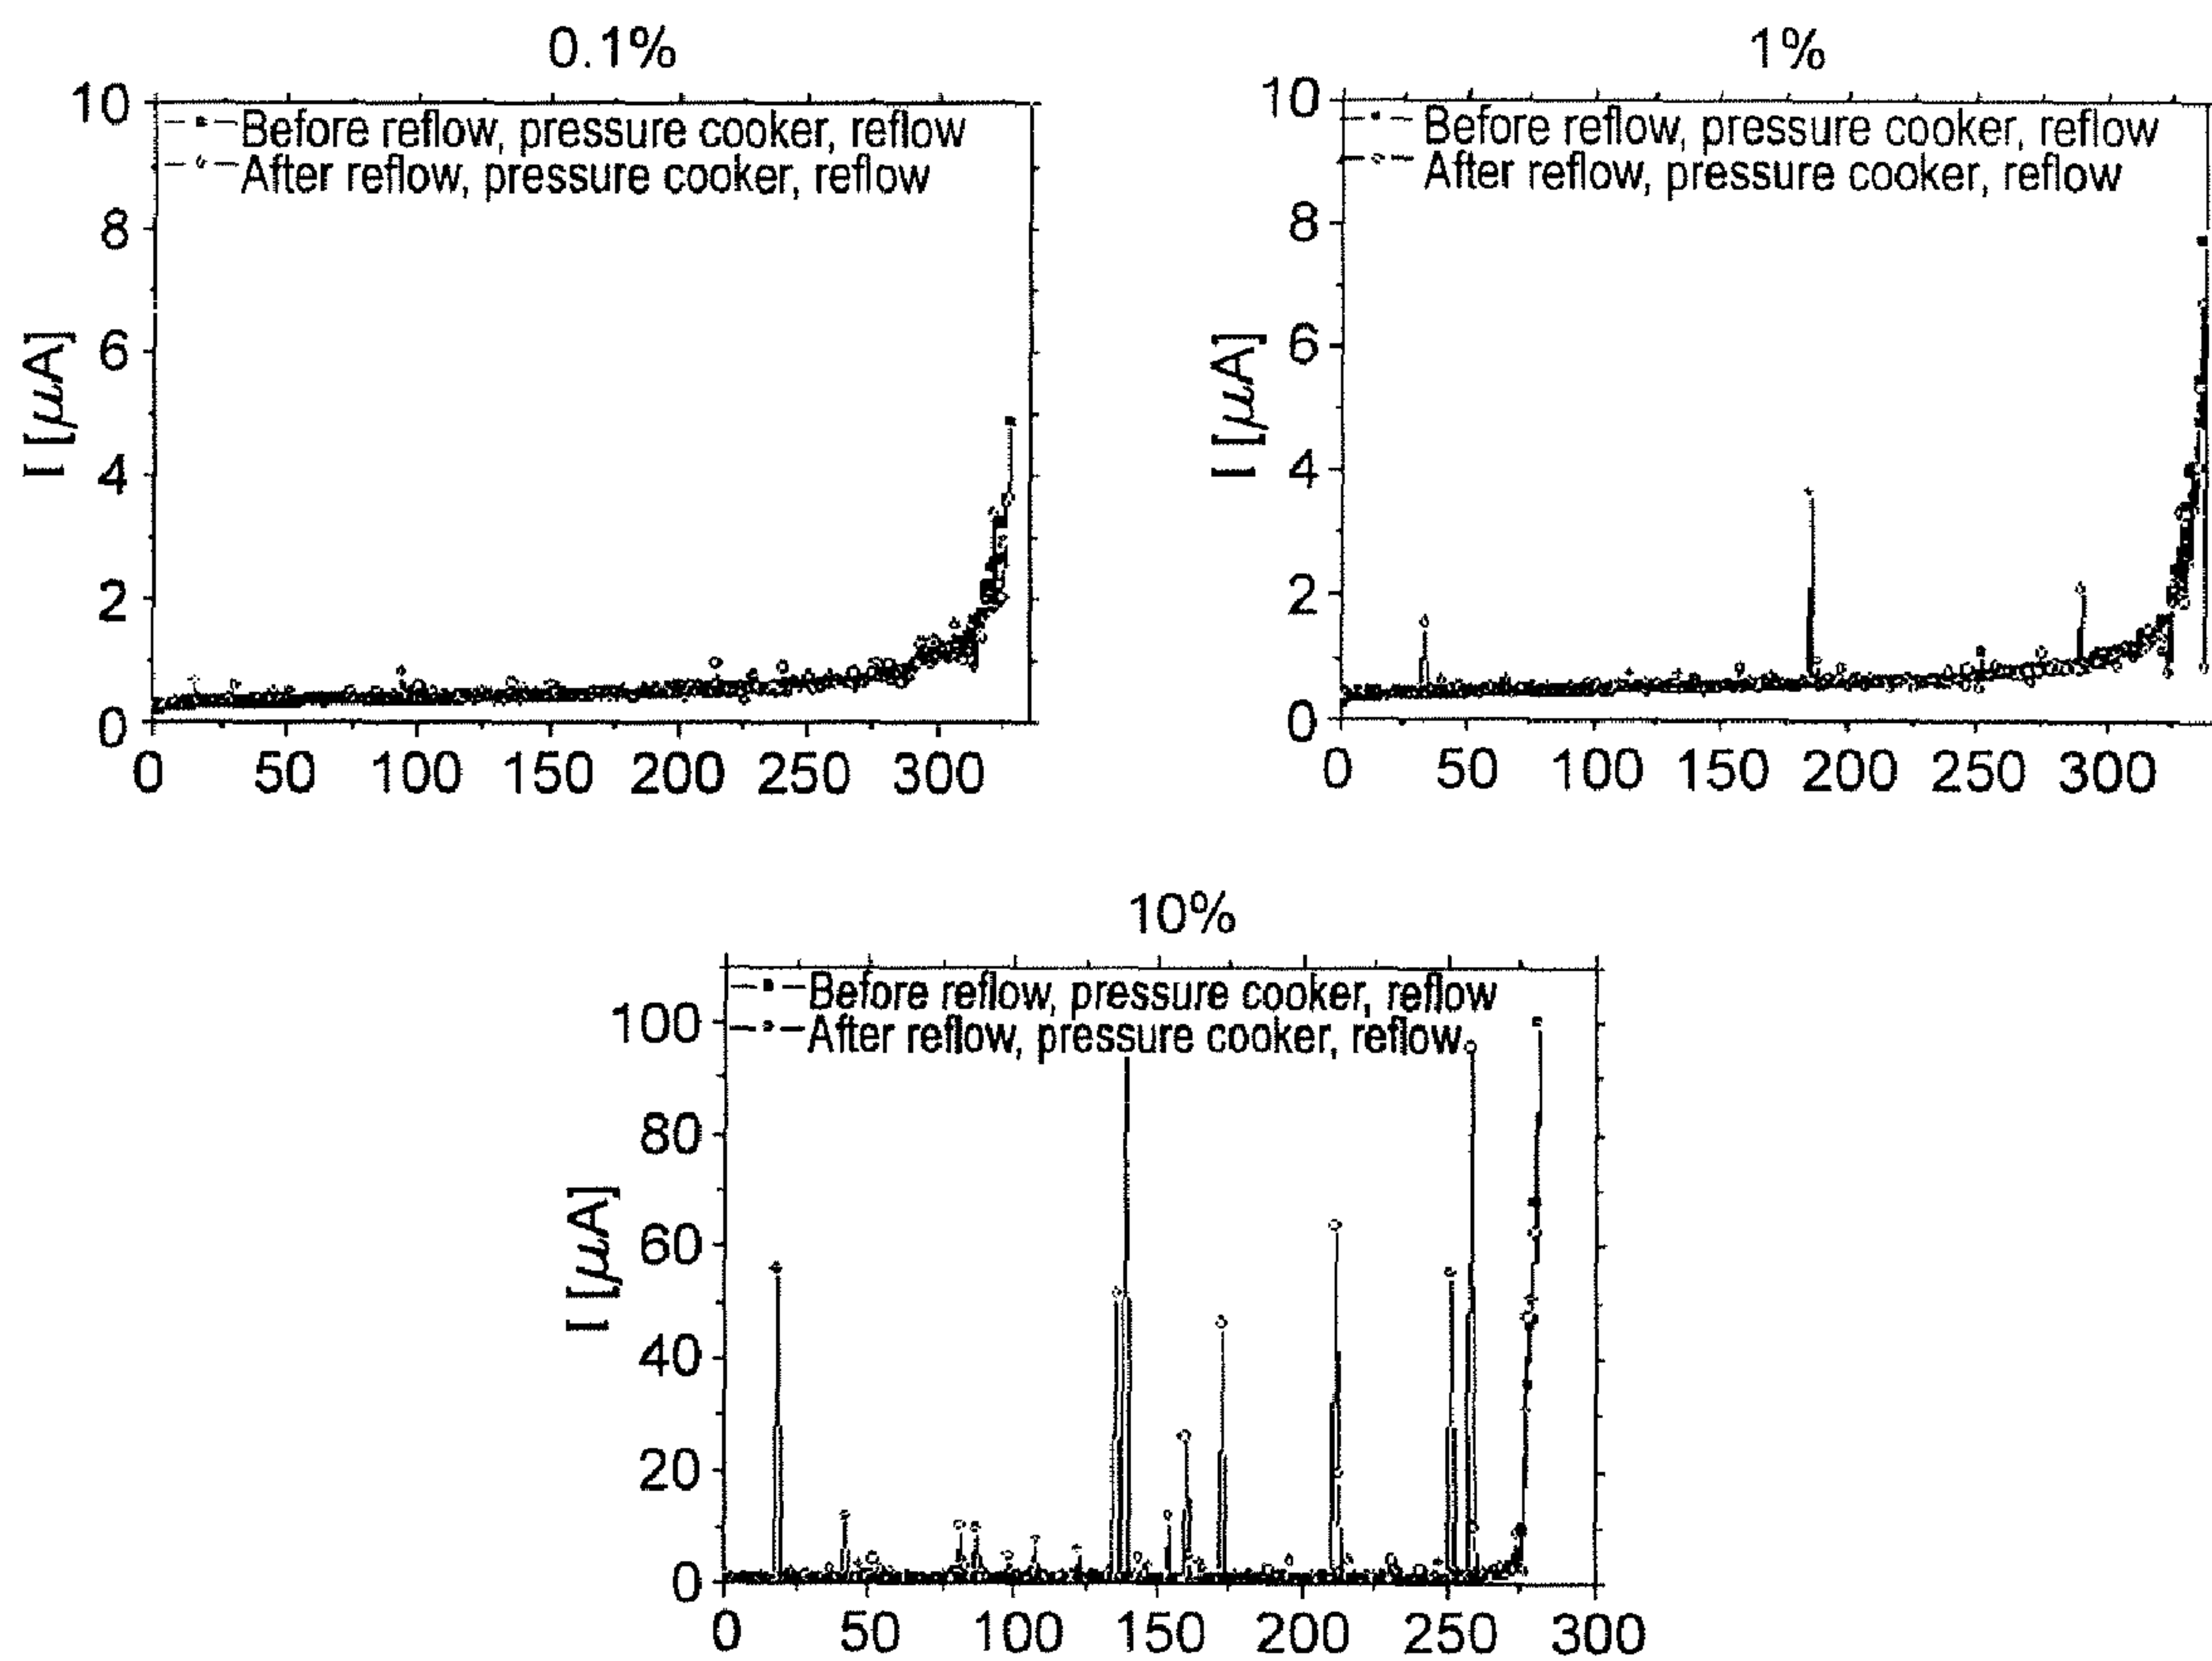 0.1%
10
Before reflow, pressure cooker, reflow
After reflow, pressure cooker, reflow
8
6
I [μA]
4
2
0
0 50 100 150 200 250 300
1%
10
Before reflow, pressure cooker, reflow
After reflow, pressure cooker, reflow
8
6
I [μA]
4
2
0
0 50 100 150 200 250 300
10%
Before reflow, pressure cooker, reflow
100
After reflow, pressure cooker, reflow
80
60
I [μA]
40
20
0
0 50 100 150 200 250 300